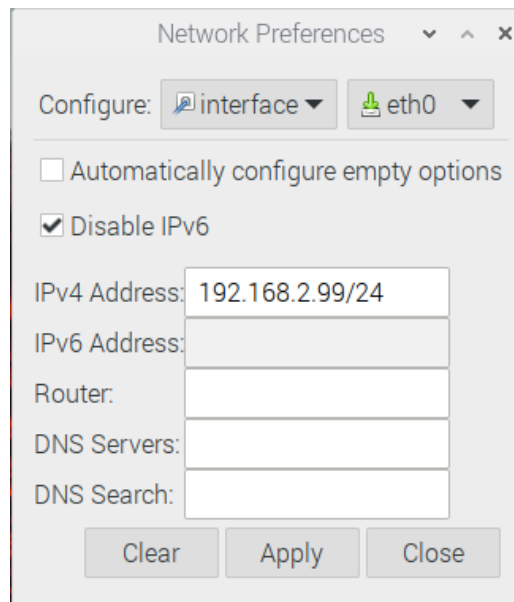 Network Preferences
Configure: interface eth0
Automatically configure empty options
Disable IPv6
IPv4 Address: 192.168.2.99/24
IPv6 Address:
Router:
DNS Servers:
DNS Search:
Clear Apply Close